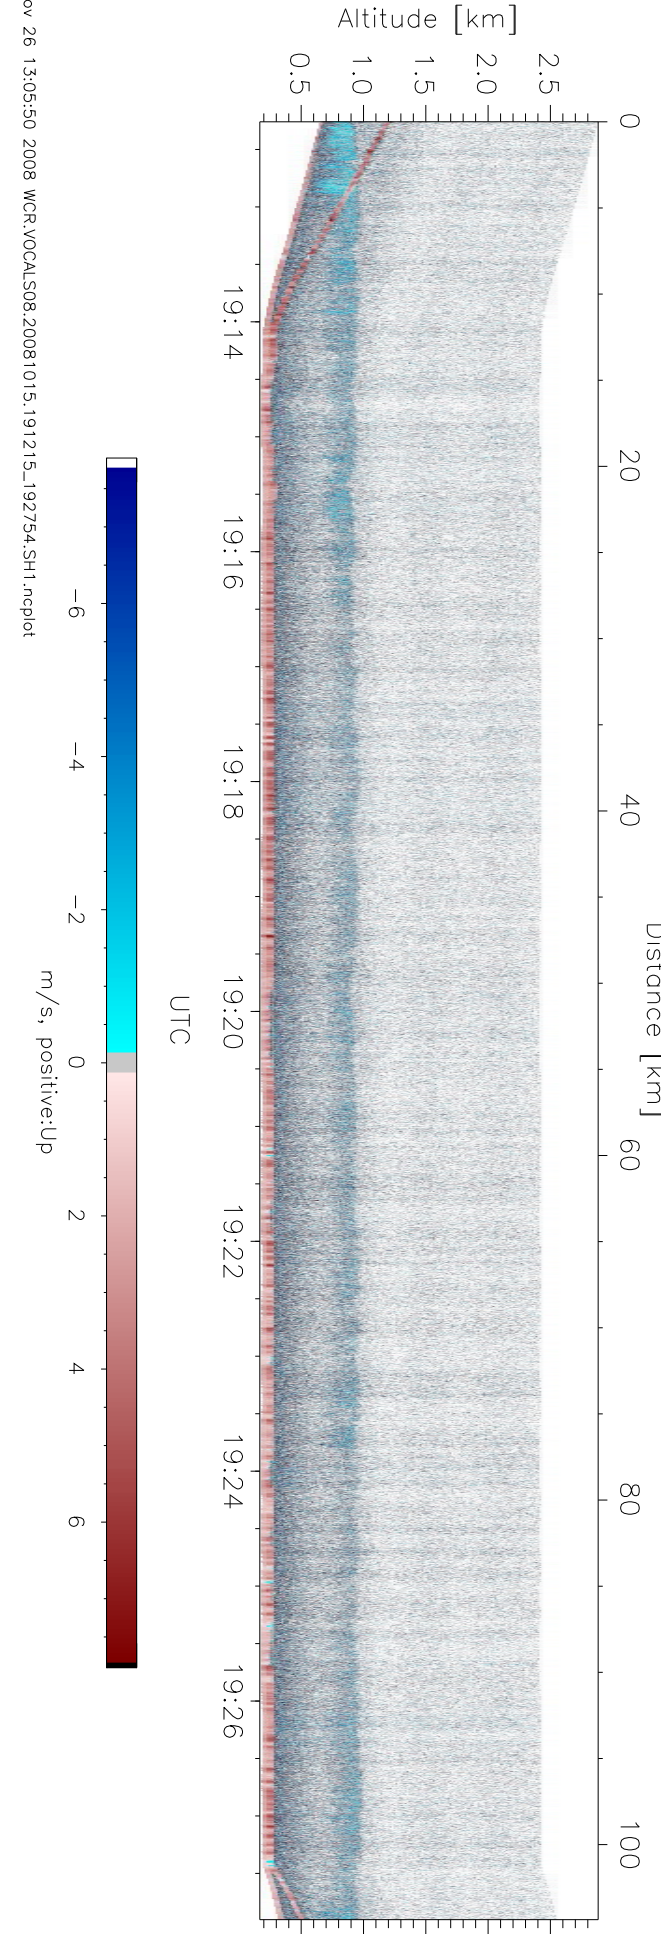 Altitude [km]
0.5 1.0 1.5 2.0 2.5
Distance [km]
0 20 40 60 80 100
19:14 19:16 19:18 19:20 19:22 19:24 19:26
UTC
−6 −4 −2 0 2 4 6
m/s, positive:Up
ov 26 13:05:50 2008 WCR.VOCALS08.20081015.191215_192754.SH1.ncplot